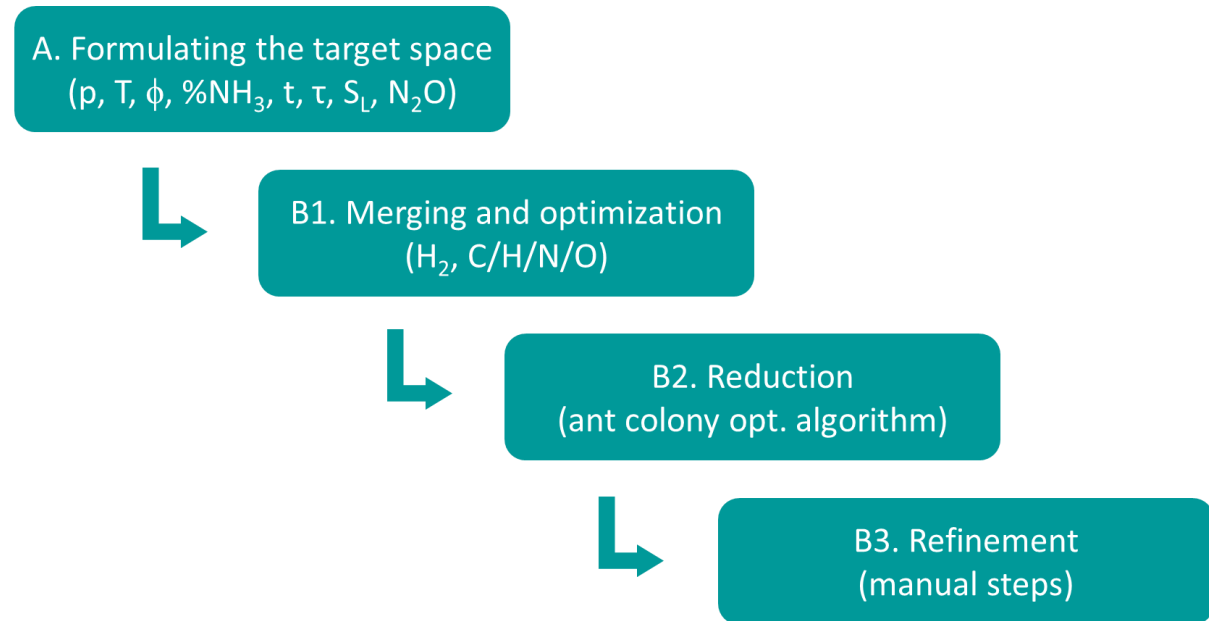 A. Formulating the target space
(p, T, ϕ, %NH₃, t, τ, S_L, N₂O)
B1. Merging and optimization
(H₂, C/H/N/O)
B2. Reduction
(ant colony opt. algorithm)
B3. Refinement
(manual steps)